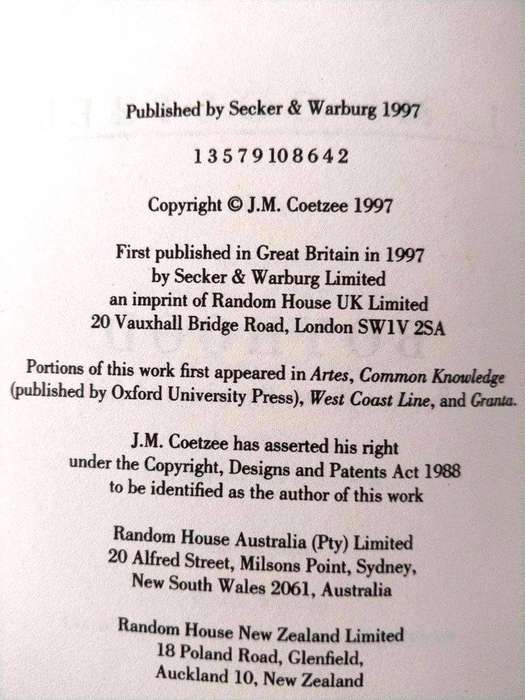 Published by Secker & Warburg 1997
1 3 5 7 9 10 8 6 4 2
Copyright © J.M. Coetzee 1997
First published in Great Britain in 1997
by Secker & Warburg Limited
an imprint of Random House UK Limited
20 Vauxhall Bridge Road, London SW1V 2SA
Portions of this work first appeared in Artes, Common Knowledge
(published by Oxford University Press), West Coast Line, and Granta.
J.M. Coetzee has asserted his right
under the Copyright, Designs and Patents Act 1988
to be identified as the author of this work
Random House Australia (Pty) Limited
20 Alfred Street, Milsons Point, Sydney,
New South Wales 2061, Australia
Random House New Zealand Limited
18 Poland Road, Glenfield,
Auckland 10, New Zealand